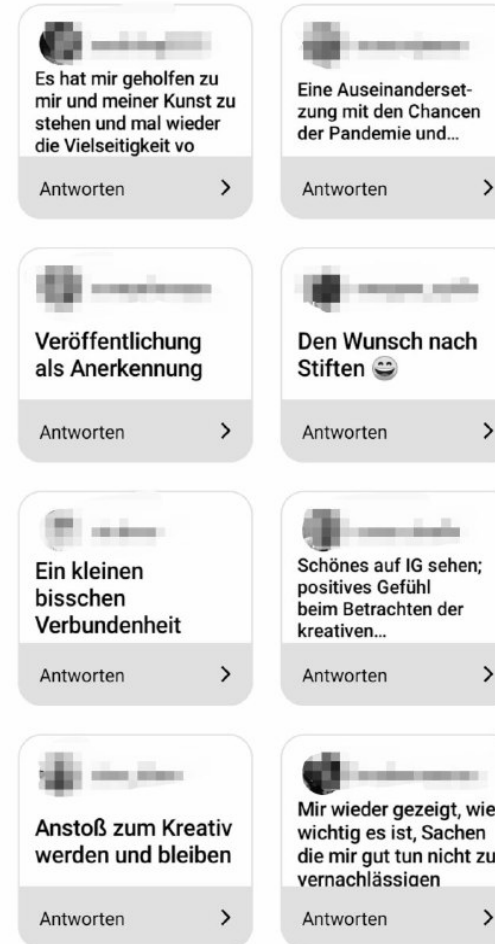 Es hat mir geholfen zu
mir und meiner Kunst zu
stehen und mal wieder
die Vielseitigkeit vo
Antworten
Eine Auseinanderset-
zung mit den Chancen
der Pandemie und...
Antworten
Veröffentlichung
als Anerkennung
Antworten
Den Wunsch nach
Stiften 😄
Antworten
Ein kleinen
bisschen
Verbundenheit
Antworten
Schönes auf IG sehen;
positives Gefühl
beim Betrachten der
kreativen...
Antworten
Anstoß zum Kreativ
werden und bleiben
Antworten
Mir wieder gezeigt, wie
wichtig es ist, Sachen
die mir gut tun nicht zu
vernachlässigen
Antworten